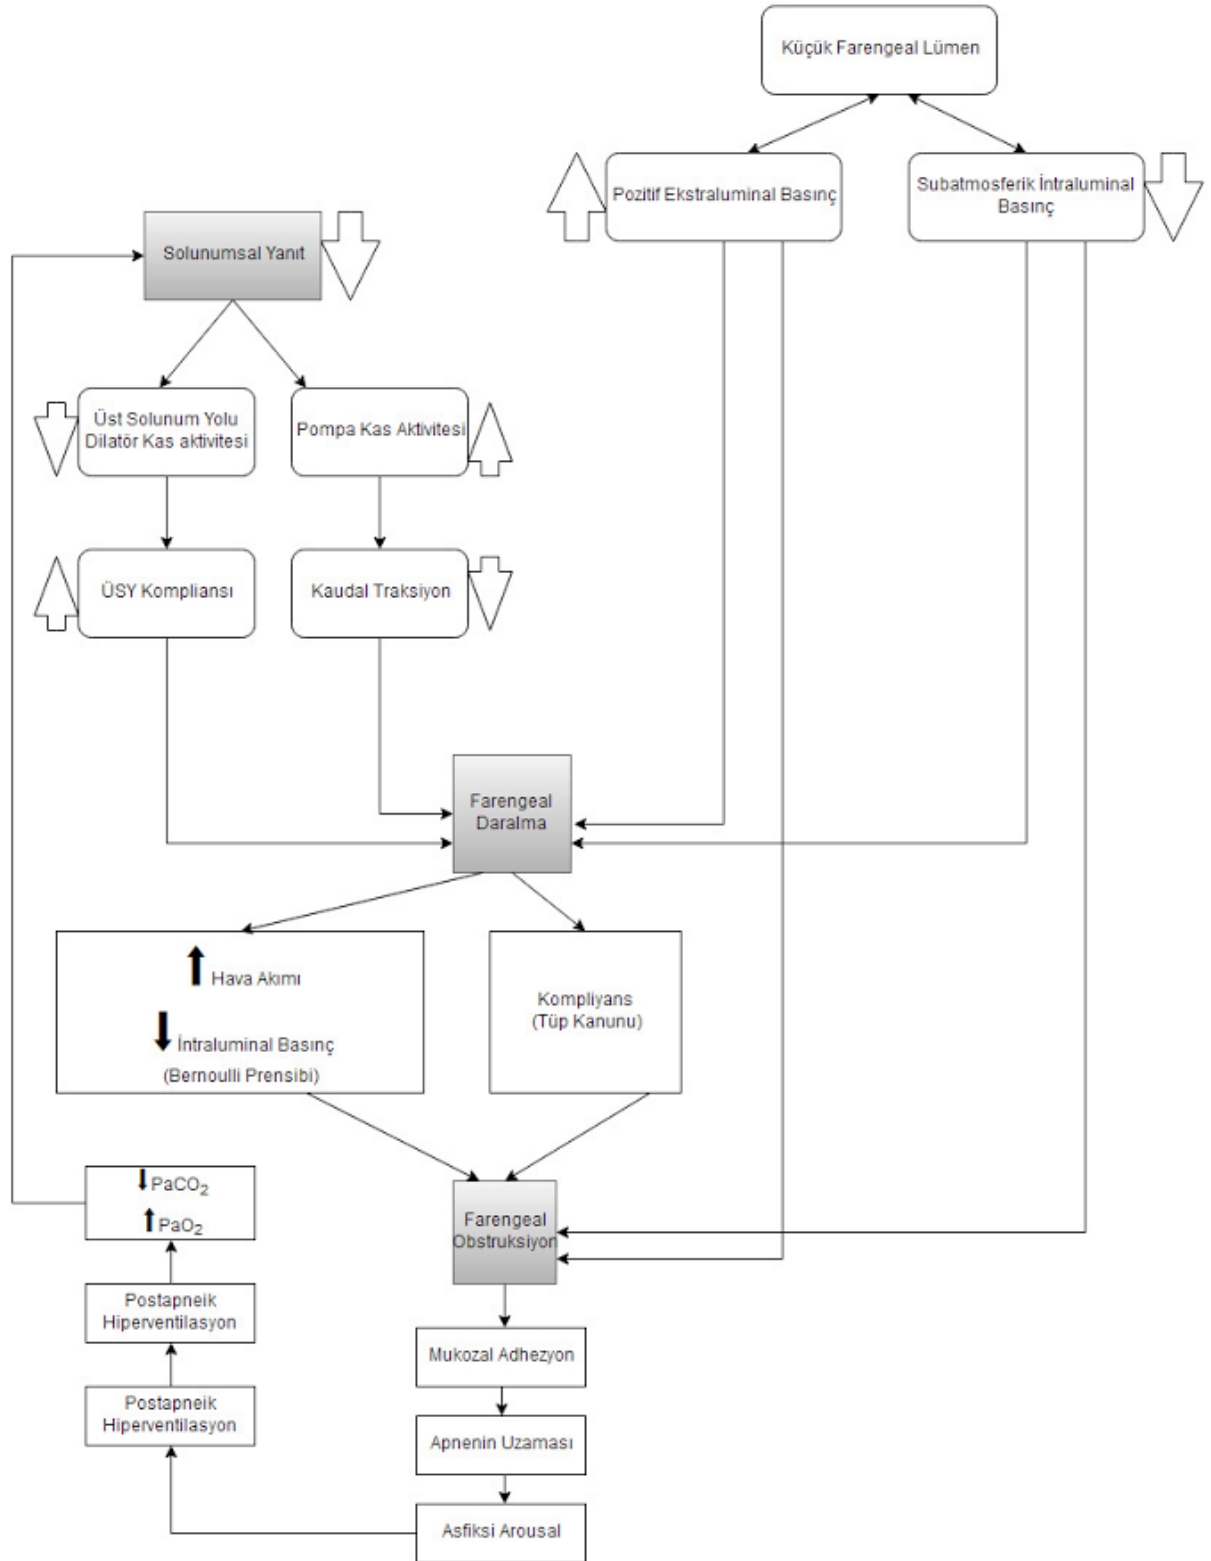 Küçük Farengeal Lümen
Pozitif Ekstraluminal Basınç
Subatmosferik İntraluminal
Basınç
Solunumsal Yanıt
Üst Solunum Yolu
Dilatör Kas aktivitesi
Pompa Kas Aktivitesi
ÜSY Kompliansı
Kaudal Traksiyon
Farengeal
Daralma
Hava Akımı
İntraluminal Basınç
(Bernoulli Prensibi)
Kompliyans
(Tüp Kanunu)
PaCO₂
PaO₂
Farengeal
Obstruksiyon
Postapneik
Hiperventilasyon
Mukozal Adhezyon
Postapneik
Hiperventilasyon
Apnenin Uzaması
Asfiksi Arousal